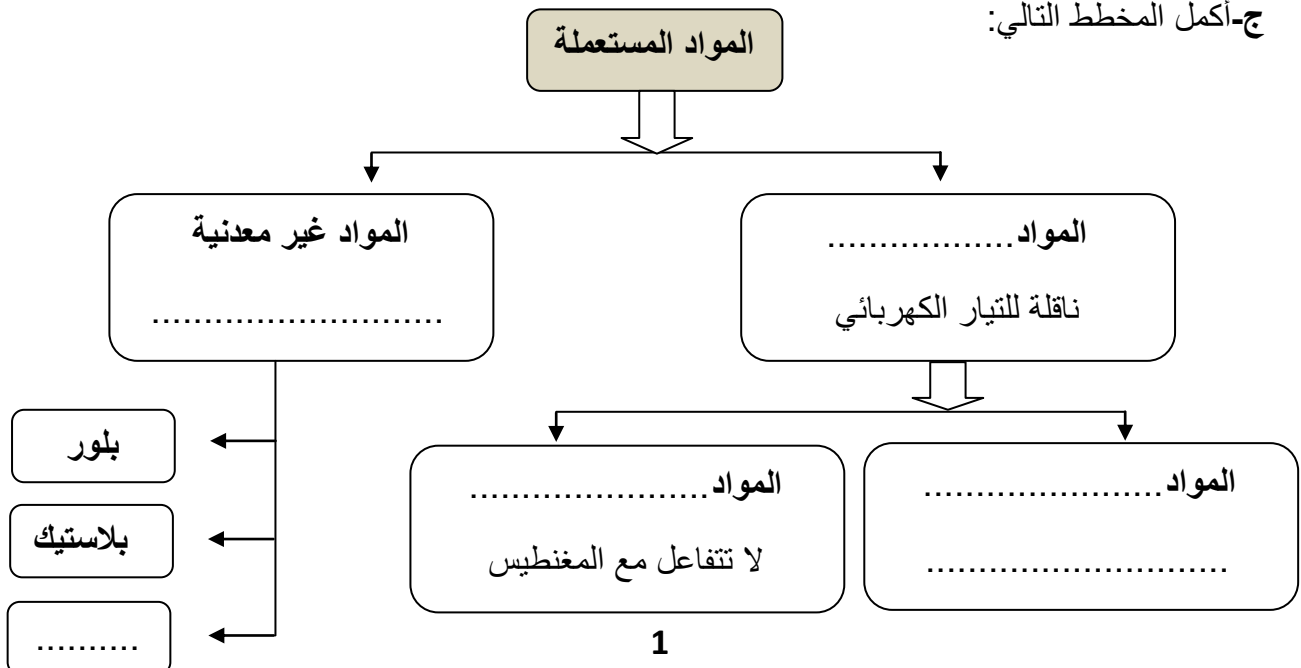 ج-أكمل المخطط التالي:
المواد المستعملة
المواد.................
ناقلة للتيار الكهربائي
المواد غير معدنية
............................
المواد......................
............................
المواد......................
لا تتفاعل مع المغنطيس
بلور
بلاستيك
..........
1